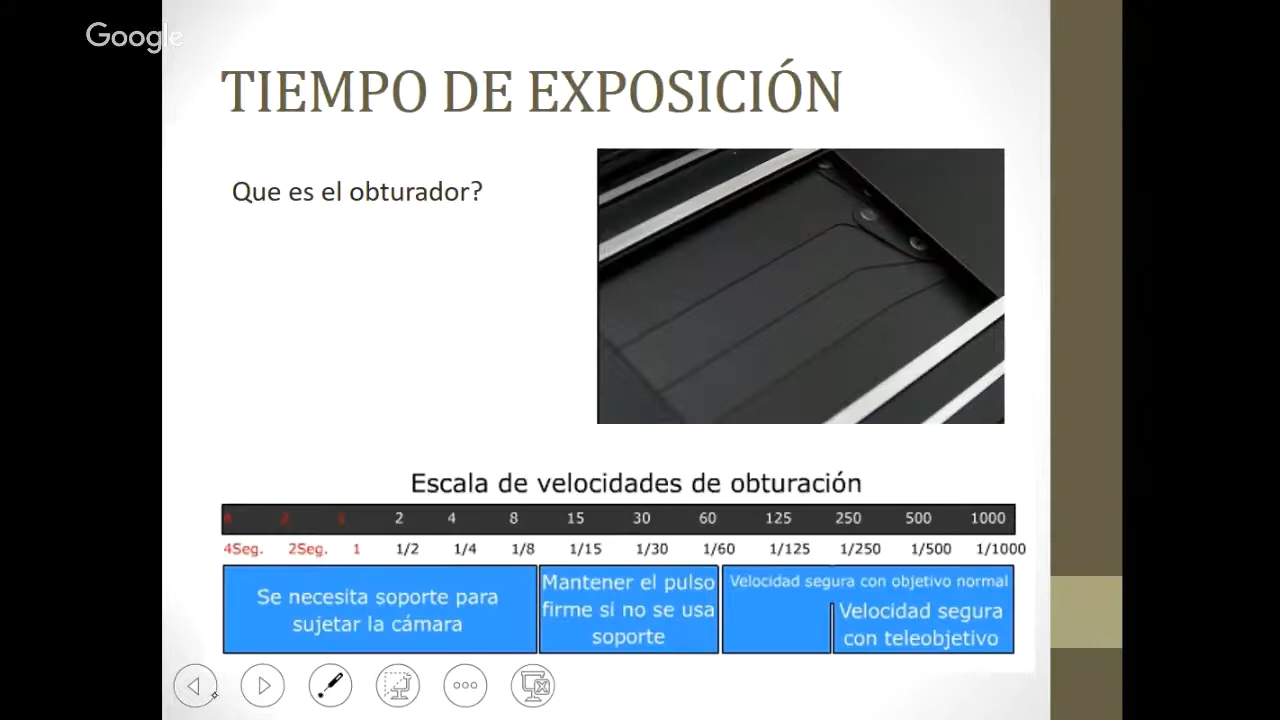 Google
TIEMPO DE EXPOSICIÓN
Que es el obturador?
Escala de velocidades de obturación
4 2 1 2 4 8 15 30 60 125 250 500 1000
4Seg. 2Seg. 1 1/2 1/4 1/8 1/15 1/30 1/60 1/125 1/250 1/500 1/1000
Se necesita soporte para
sujetar la cámara
Mantener el pulso
firme si no se usa
soporte
Velocidad segura con objetivo normal
Velocidad segura
con teleobjetivo